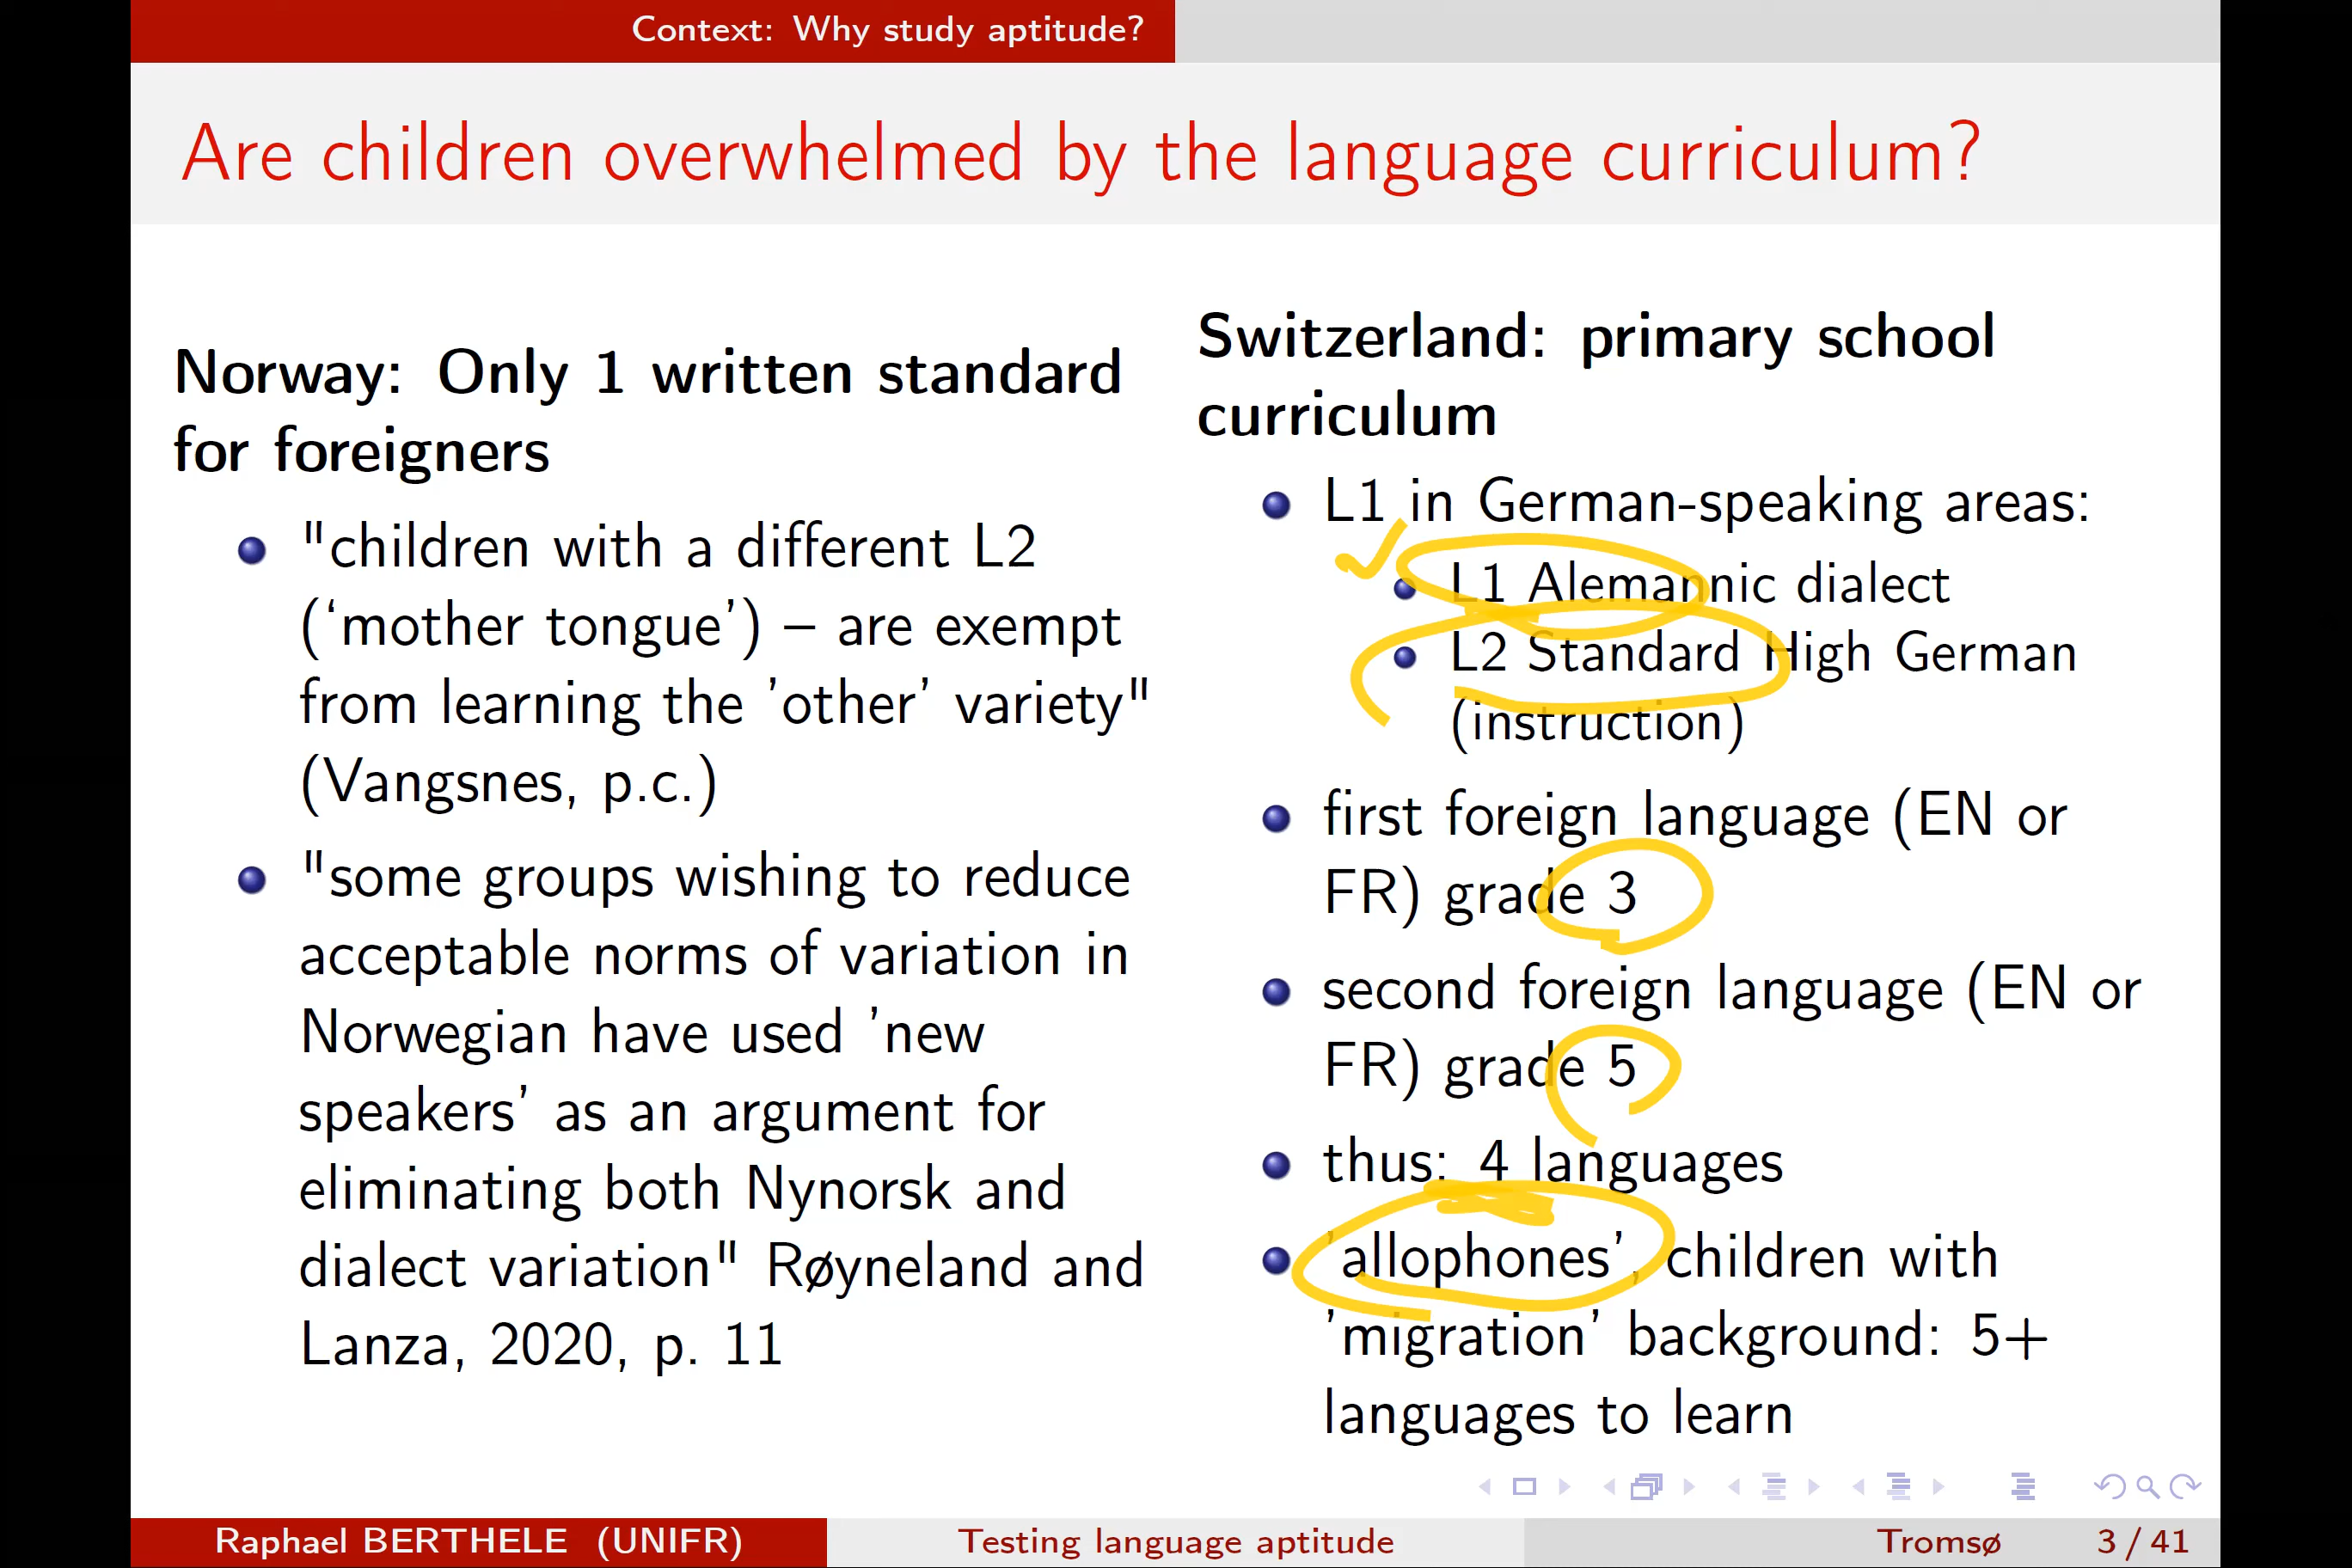 Context: Why study aptitude?
Are children overwhelmed by the language curriculum?
Norway: Only 1 written standard
for foreigners
"children with a different L2
(‘mother tongue’) – are exempt
from learning the ’other’ variety"
(Vangsnes, p.c.)
"some groups wishing to reduce
acceptable norms of variation in
Norwegian have used ’new
speakers’ as an argument for
eliminating both Nynorsk and
dialect variation" Røyneland and
Lanza, 2020, p. 11
Switzerland: primary school
curriculum
L1 in German-speaking areas:
L1 Alemannic dialect
L2 Standard High German
(instruction)
first foreign language (EN or
FR) grade 3
second foreign language (EN or
FR) grade 5
thus: 4 languages
’allophones’, children with
’migration’ background: 5+
languages to learn
Raphael BERTHELE (UNIFR)
Testing language aptitude
Tromsø
3 / 41